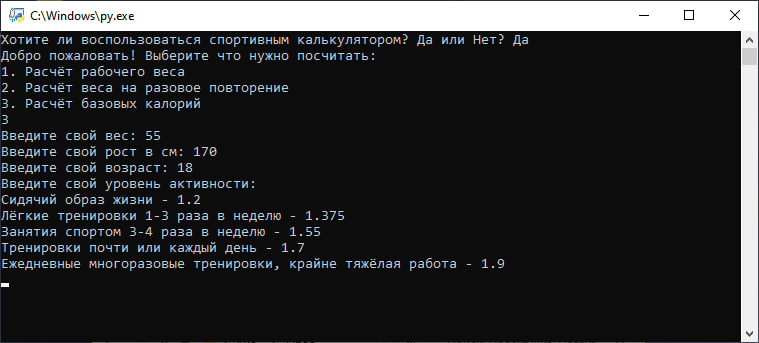 C:\Windows\py.exe
Хотите ли воспользоваться спортивным калькулятором? Да или Нет? Да
Добро пожаловать! Выберите что нужно посчитать:
1. Расчёт рабочего веса
2. Расчёт веса на разовое повторение
3. Расчёт базовых калорий
3
Введите свой вес: 55
Введите свой рост в см: 170
Введите свой возраст: 18
Введите свой уровень активности:
Сидячий образ жизни - 1.2
Лёгкие тренировки 1-3 раза в неделю - 1.375
Занятия спортом 3-4 раза в неделю - 1.55
Тренировки почти или каждый день - 1.7
Ежедневные многоразовые тренировки, крайне тяжёлая работа - 1.9